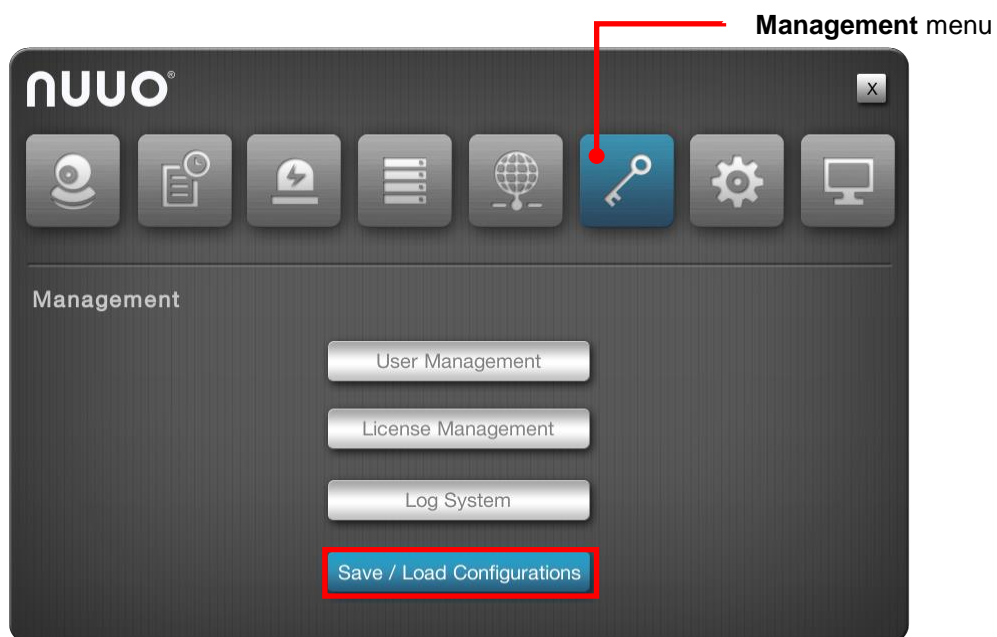 Management menu
nuuo®
X
Management
User Management
License Management
Log System
Save / Load Configurations